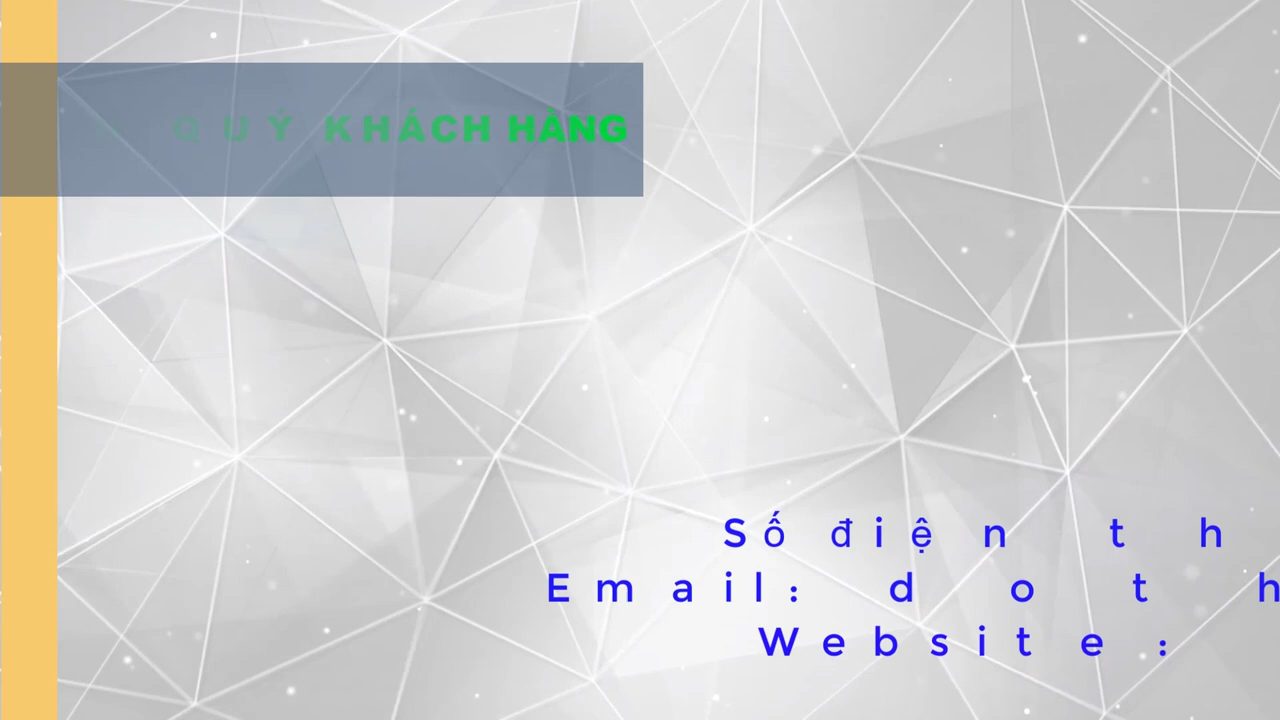 QUÝ KHÁCH HÀNG
Số điện th
Email: doth
Website: